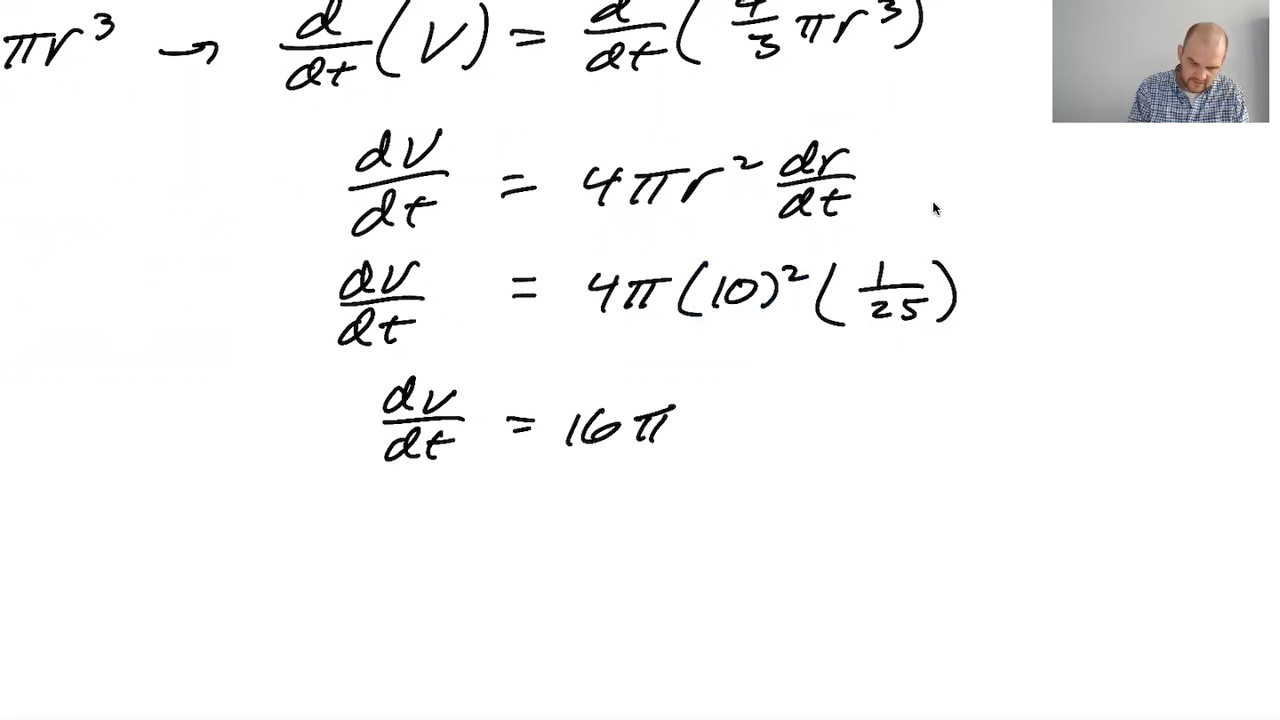 πr³ → d/dt (V) = d/dt (4/3 πr³)
dV/dt = 4πr² dr/dt
dV/dt = 4π(10)² (1/25)
dV/dt = 16π